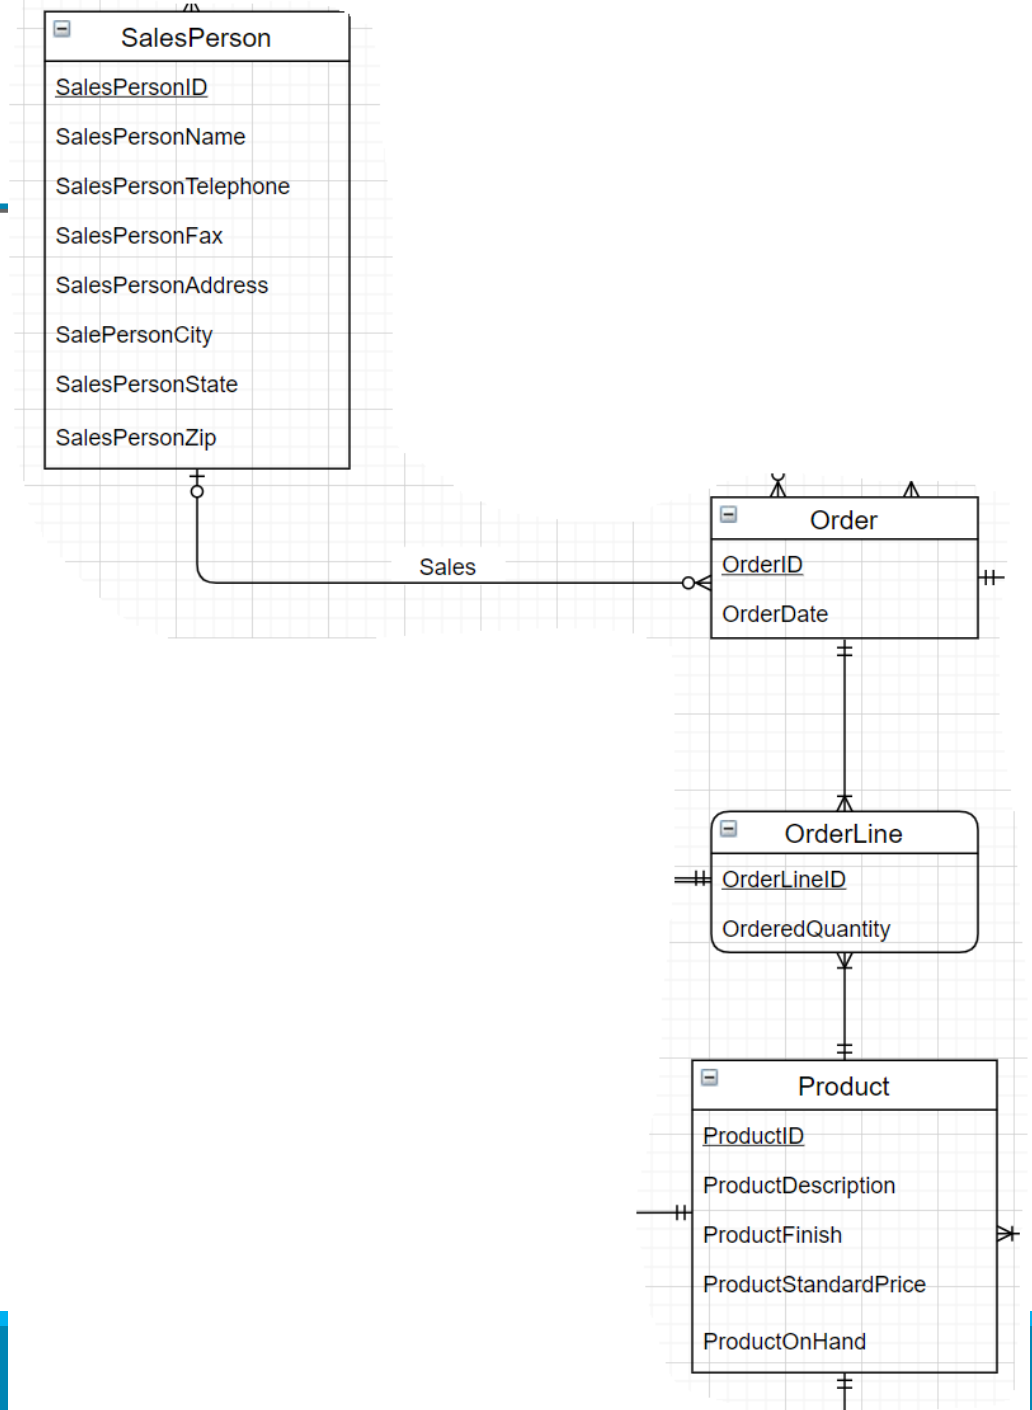 SalesPerson
SalesPersonID
SalesPersonName
SalesPersonTelephone
SalesPersonFax
SalesPersonAddress
SalePersonCity
SalesPersonState
SalesPersonZip
Sales
Order
OrderID
OrderDate
OrderLine
OrderLineID
OrderedQuantity
Product
ProductID
ProductDescription
ProductFinish
ProductStandardPrice
ProductOnHand